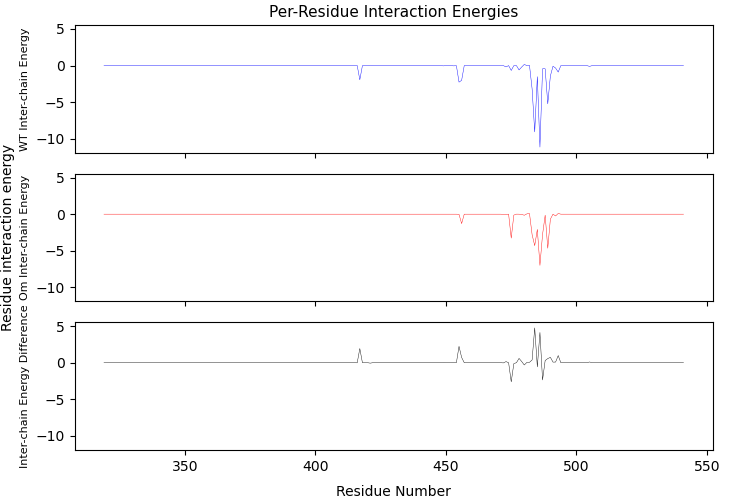 Per-Residue Interaction Energies
Residue interaction energy
WT Inter-chain Energy
5
0
−5
−10
Om Inter-chain Energy
5
0
−5
−10
Inter-chain Energy Difference
5
0
−5
−10
350
400
450
500
550
Residue Number